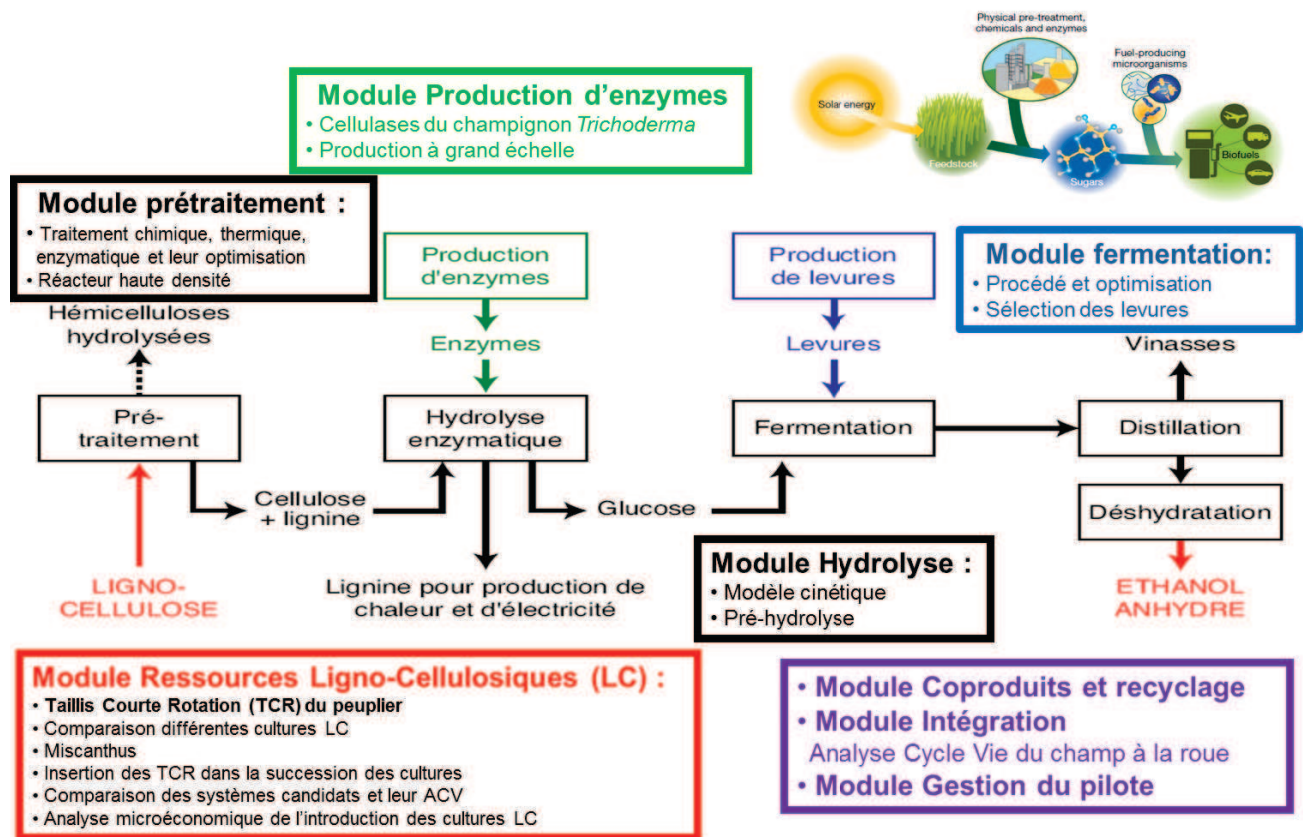 Physical pre-treatment,
chemicals and enzymes
Fuel-producing
microorganisms
Solar energy
Feedstock
Sugars
Biofuels
Module Production d'enzymes
• Cellulases du champignon Trichoderma
• Production à grand échelle
Module prétraitement :
• Traitement chimique, thermique,
enzymatique et leur optimisation
• Réacteur haute densité
Module fermentation:
• Procédé et optimisation
• Sélection des levures
Production
d'enzymes
Production
de levures
Hémicelluloses
hydrolysées
Enzymes
Levures
Vinasses
Pré-
traitement
Hydrolyse
enzymatique
Fermentation
Distillation
Cellulose
+ lignine
Glucose
Déshydratation
LIGNO-
CELLULOSE
Lignine pour production de
chaleur et d'électricité
Module Hydrolyse :
• Modèle cinétique
• Pré-hydrolyse
ETHANOL
ANHYDRE
Module Ressources Ligno-Cellulosiques (LC) :
• Taillis Courte Rotation (TCR) du peuplier
• Comparaison différentes cultures LC
• Miscanthus
• Insertion des TCR dans la succession des cultures
• Comparaison des systèmes candidats et leur ACV
• Analyse microéconomique de l'introduction des cultures LC
• Module Coproduits et recyclage
• Module Intégration
Analyse Cycle Vie du champ à la roue
• Module Gestion du pilote